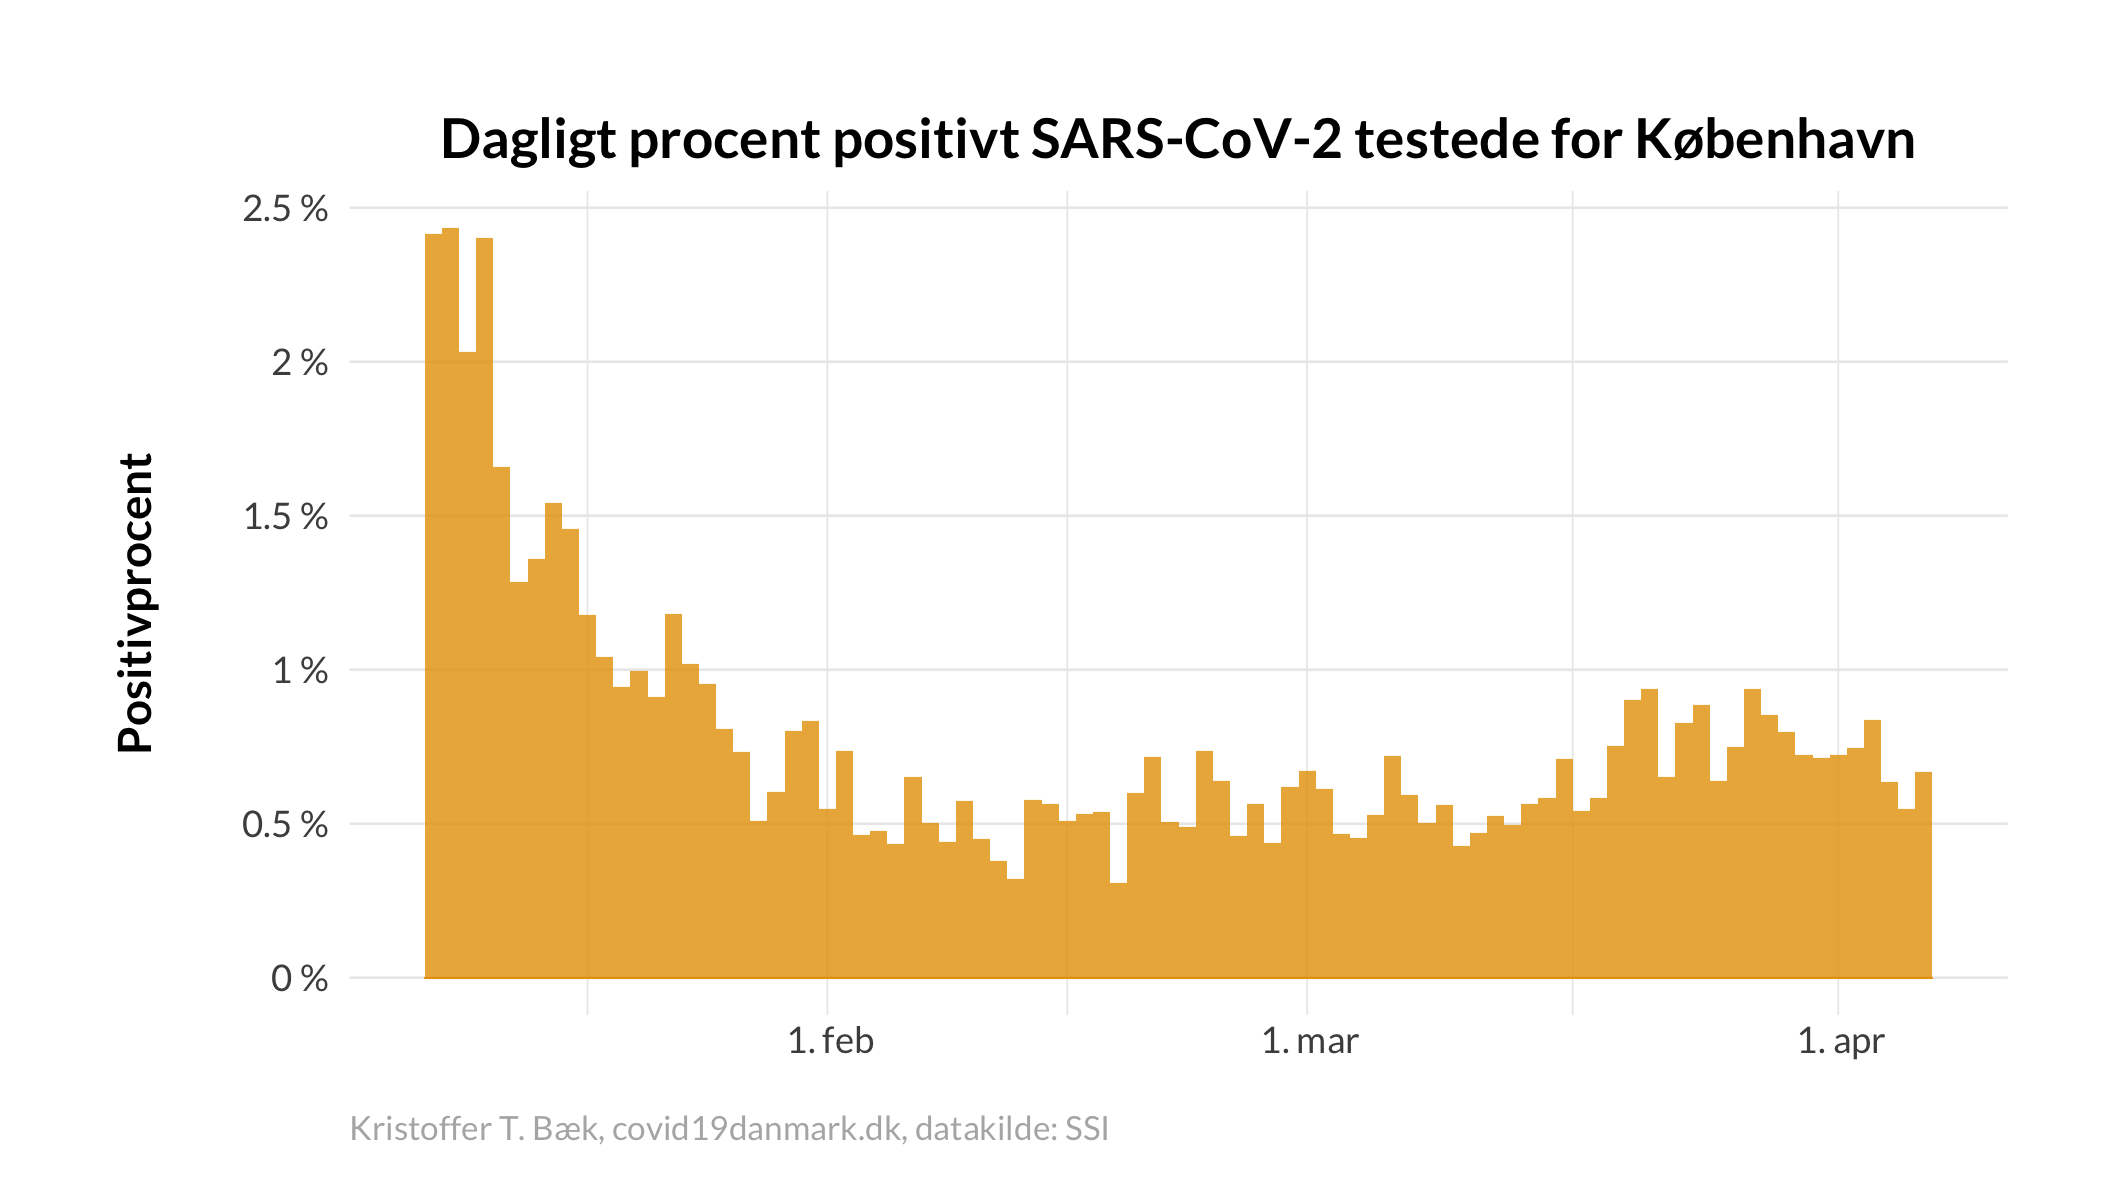 Dagligt procent positivt SARS-CoV-2 testede for København
2.5 %
2 %
1.5 %
1 %
0.5 %
0 %
Positivprocent
1. feb
1. mar
1. apr
Kristoffer T. Bæk, covid19danmark.dk, datakilde: SSI